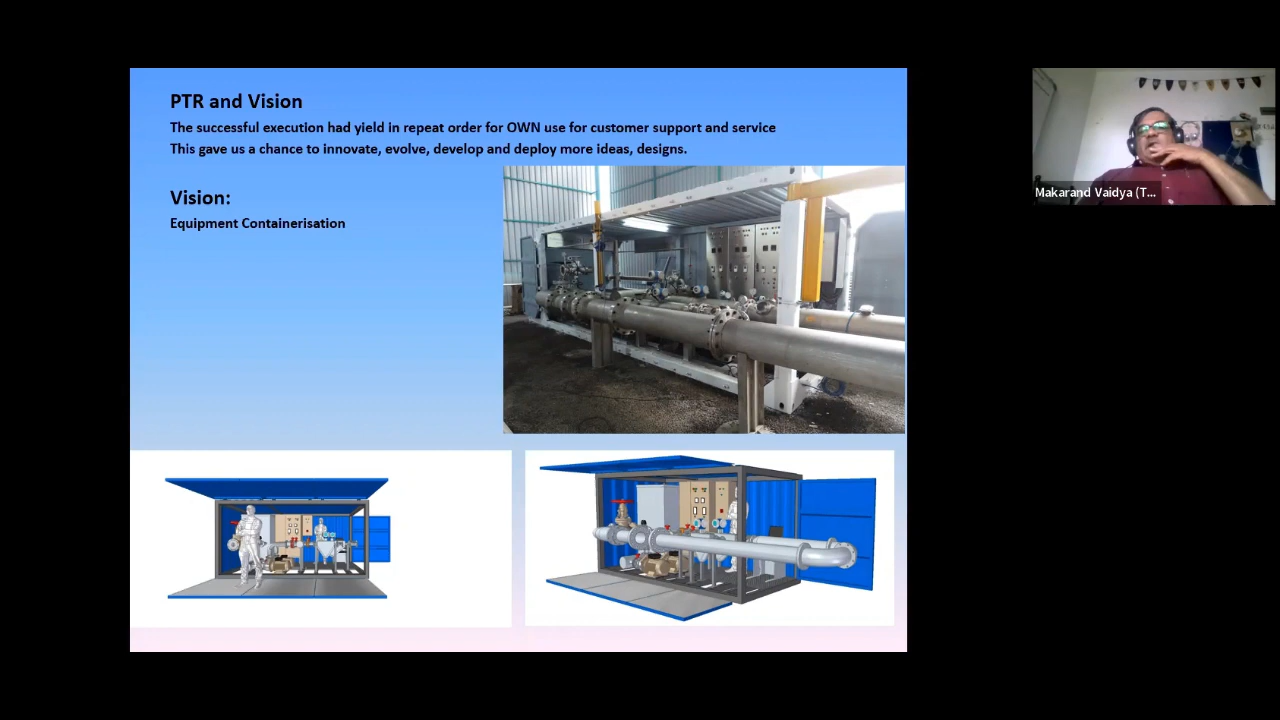 PTR and Vision
The successful execution had yield in repeat order for OWN use for customer support and service
This gave us a chance to innovate, evolve, develop and deploy more ideas, designs.
Vision:
Equipment Containerisation
Makarand Vaidya (T...